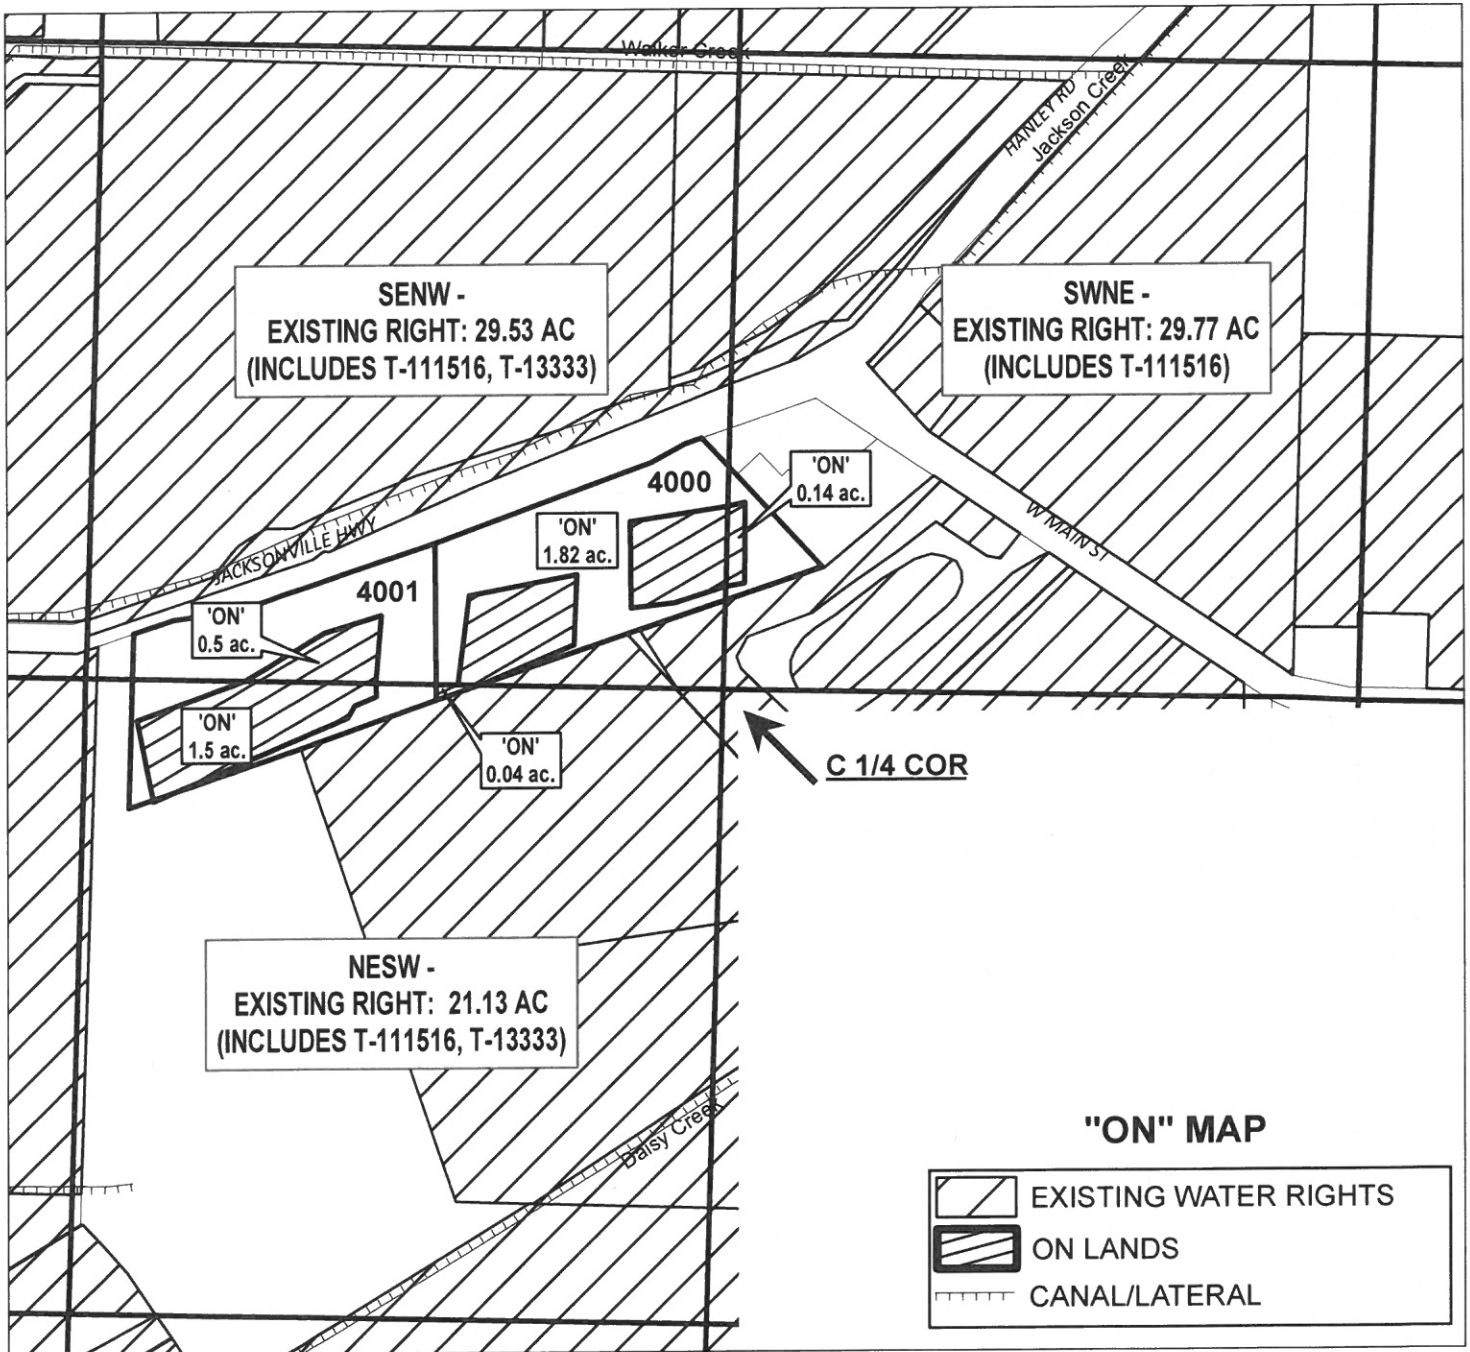 Walker Creek
HANLEY RD
Jackson Creek
SENW -
EXISTING RIGHT: 29.53 AC
(INCLUDES T-111516, T-13333)
SWNE -
EXISTING RIGHT: 29.77 AC
(INCLUDES T-111516)
4000
'ON'
0.14 ac.
'ON'
1.82 ac.
W MAIN ST
JACKSONVILLE HWY
4001
'ON'
0.5 ac.
'ON'
1.5 ac.
'ON'
0.04 ac.
C 1/4 COR
NESW -
EXISTING RIGHT: 21.13 AC
(INCLUDES T-111516, T-13333)
Daisy Creek
"ON" MAP
EXISTING WATER RIGHTS
ON LANDS
CANAL/LATERAL